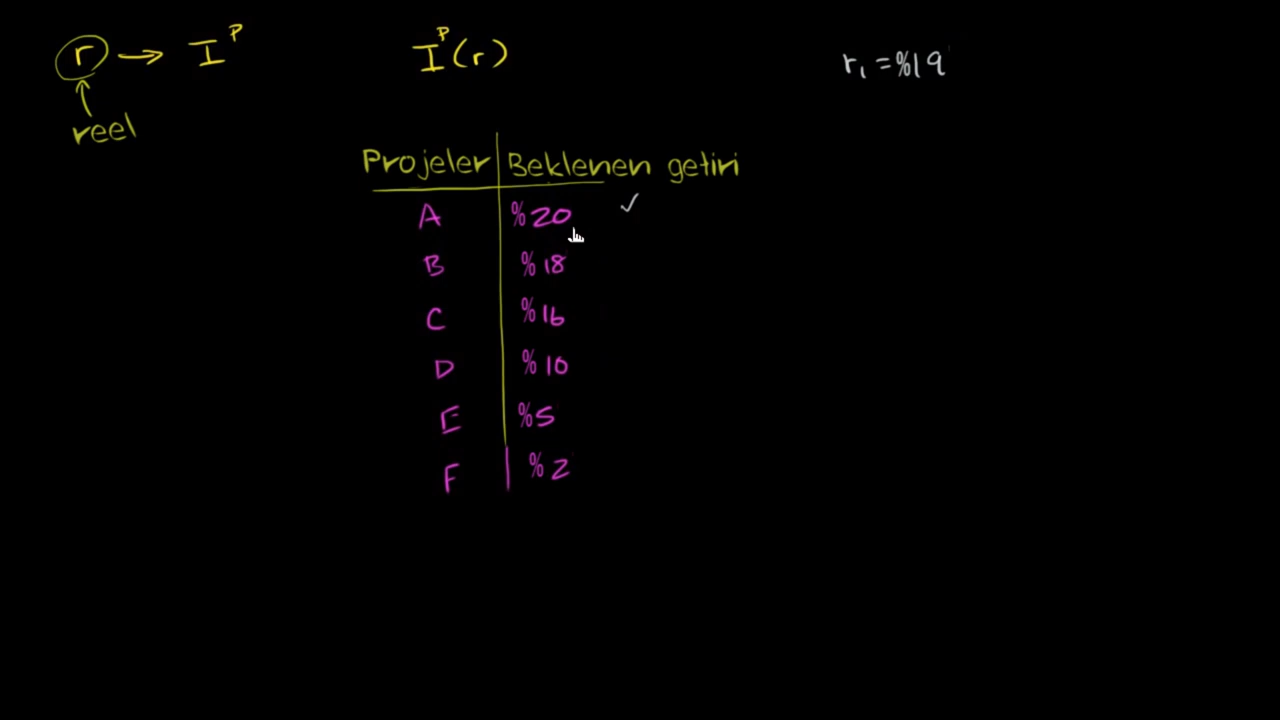 r → I^P
I^P(r)
r₁ = %19
reel
Projeler Beklenen getiri
A %20 ✓
B %18
C %16
D %10
E %5
F %2